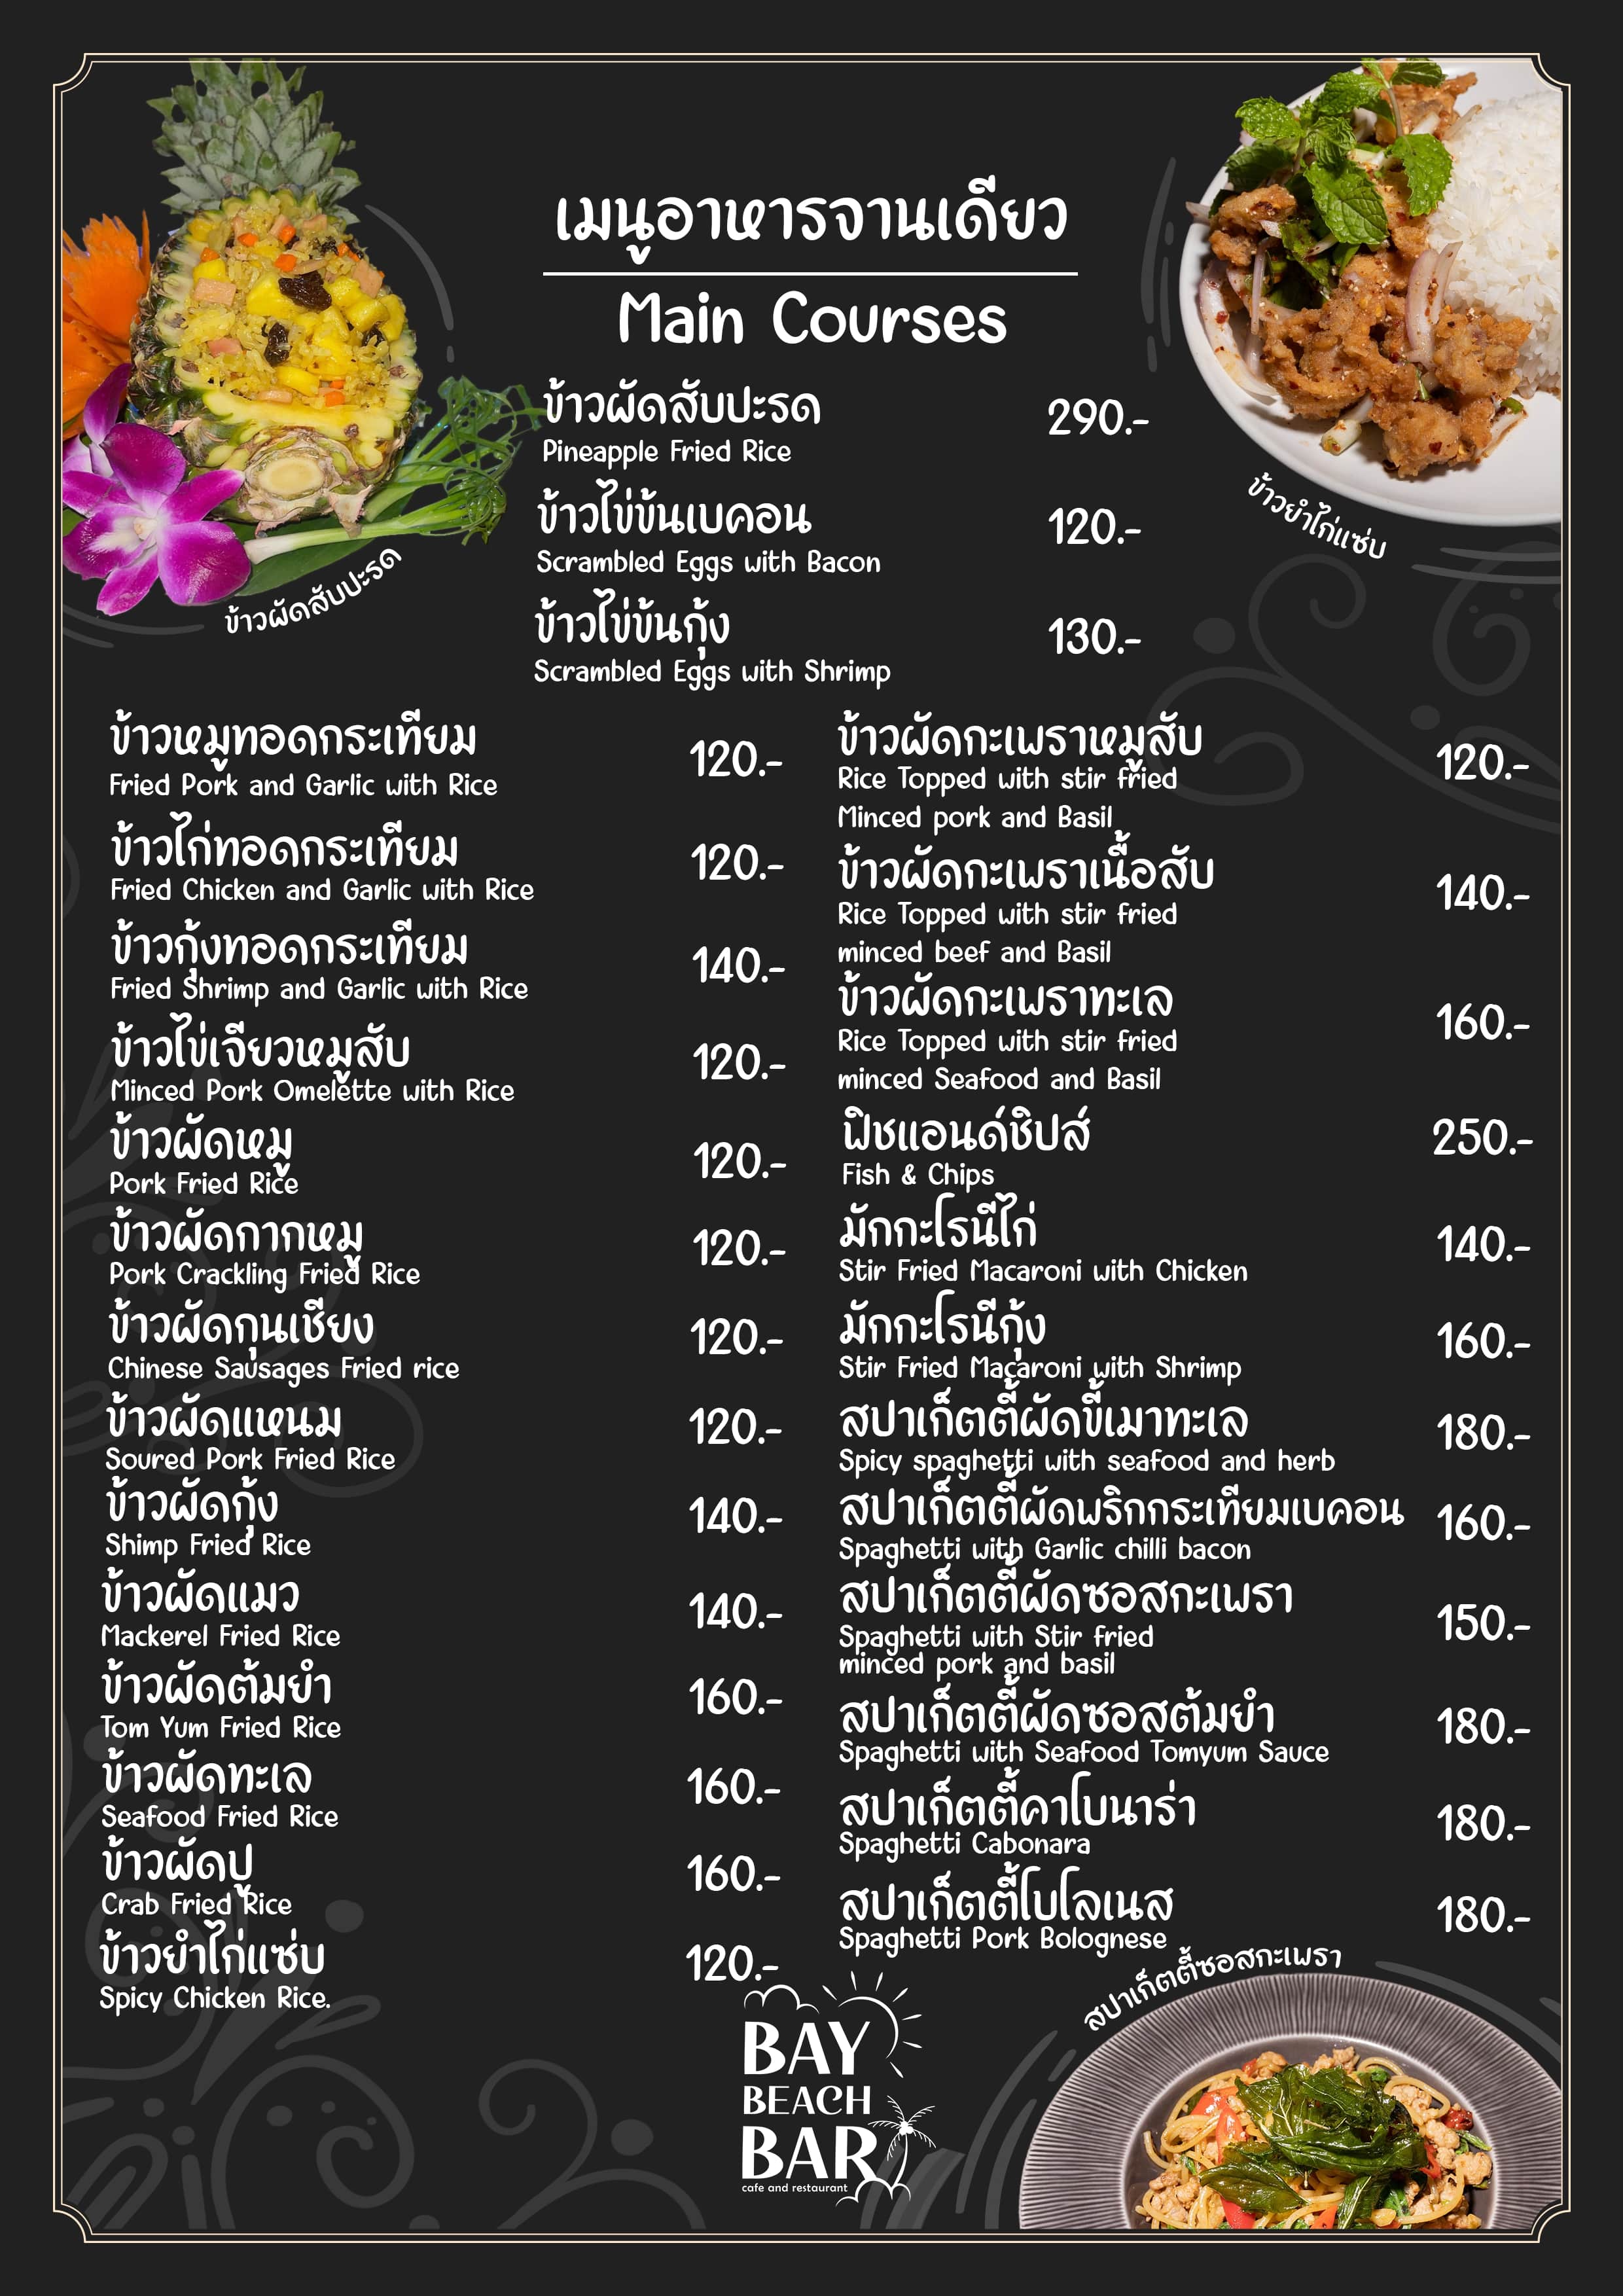 เมนูอาหารจานเดียว
Main Courses
ข้าวผัดสับปะรด 290.-
Pineapple Fried Rice
ข้าวไข่ข้นเบคอน 120.-
Scrambled Eggs with Bacon
ข้าวไข่ข้นกุ้ง 130.-
Scrambled Eggs with Shrimp
ข้าวผัดสับปะรด
ข้าวยำไก่แซ่บ
ข้าวหมูทอดกระเทียม 120.-
Fried Pork and Garlic with Rice
ข้าวไก่ทอดกระเทียม 120.-
Fried Chicken and Garlic with Rice
ข้าวกุ้งทอดกระเทียม 140.-
Fried Shrimp and Garlic with Rice
ข้าวไข่เจียวหมูสับ 120.-
Minced Pork Omelette with Rice
ข้าวผัดหมู 120.-
Pork Fried Rice
ข้าวผัดกากหมู 120.-
Pork Crackling Fried Rice
ข้าวผัดกุนเชียง 120.-
Chinese Sausages Fried rice
ข้าวผัดแหนม 120.-
Soured Pork Fried Rice
ข้าวผัดกุ้ง 140.-
Shimp Fried Rice
ข้าวผัดแมว 140.-
Mackerel Fried Rice
ข้าวผัดต้มยำ 160.-
Tom Yum Fried Rice
ข้าวผัดทะเล 160.-
Seafood Fried Rice
ข้าวผัดปู 160.-
Crab Fried Rice
ข้าวยำไก่แซ่บ 120.-
Spicy Chicken Rice.
ข้าวผัดกะเพราหมูสับ 120.-
Rice Topped with stir fried
Minced pork and Basil
ข้าวผัดกะเพราเนื้อสับ 140.-
Rice Topped with stir fried
minced beef and Basil
ข้าวผัดกะเพราทะเล 160.-
Rice Topped with stir fried
minced Seafood and Basil
ฟิชแอนด์ชิปส์ 250.-
Fish & Chips
มักกะโรนีไก่ 140.-
Stir Fried Macaroni with Chicken
มักกะโรนีกุ้ง 160.-
Stir Fried Macaroni with Shrimp
สปาเก็ตตี้ผัดขี้เมาทะเล 180.-
Spicy spaghetti with seafood and herb
สปาเก็ตตี้ผัดพริกกระเทียมเบคอน 160.-
Spaghetti with Garlic chilli bacon
สปาเก็ตตี้ผัดซอสกะเพรา 150.-
Spaghetti with Stir fried
minced pork and basil
สปาเก็ตตี้ผัดซอสต้มยำ 180.-
Spaghetti with Seafood Tomyum Sauce
สปาเก็ตตี้คาโบนาร่า 180.-
Spaghetti Cabonara
สปาเก็ตตี้โบโลเนส 180.-
Spaghetti Pork Bolognese
สปาเก็ตตี้ซอสกะเพรา
BAY
BEACH
BAR
cafe and restaurant